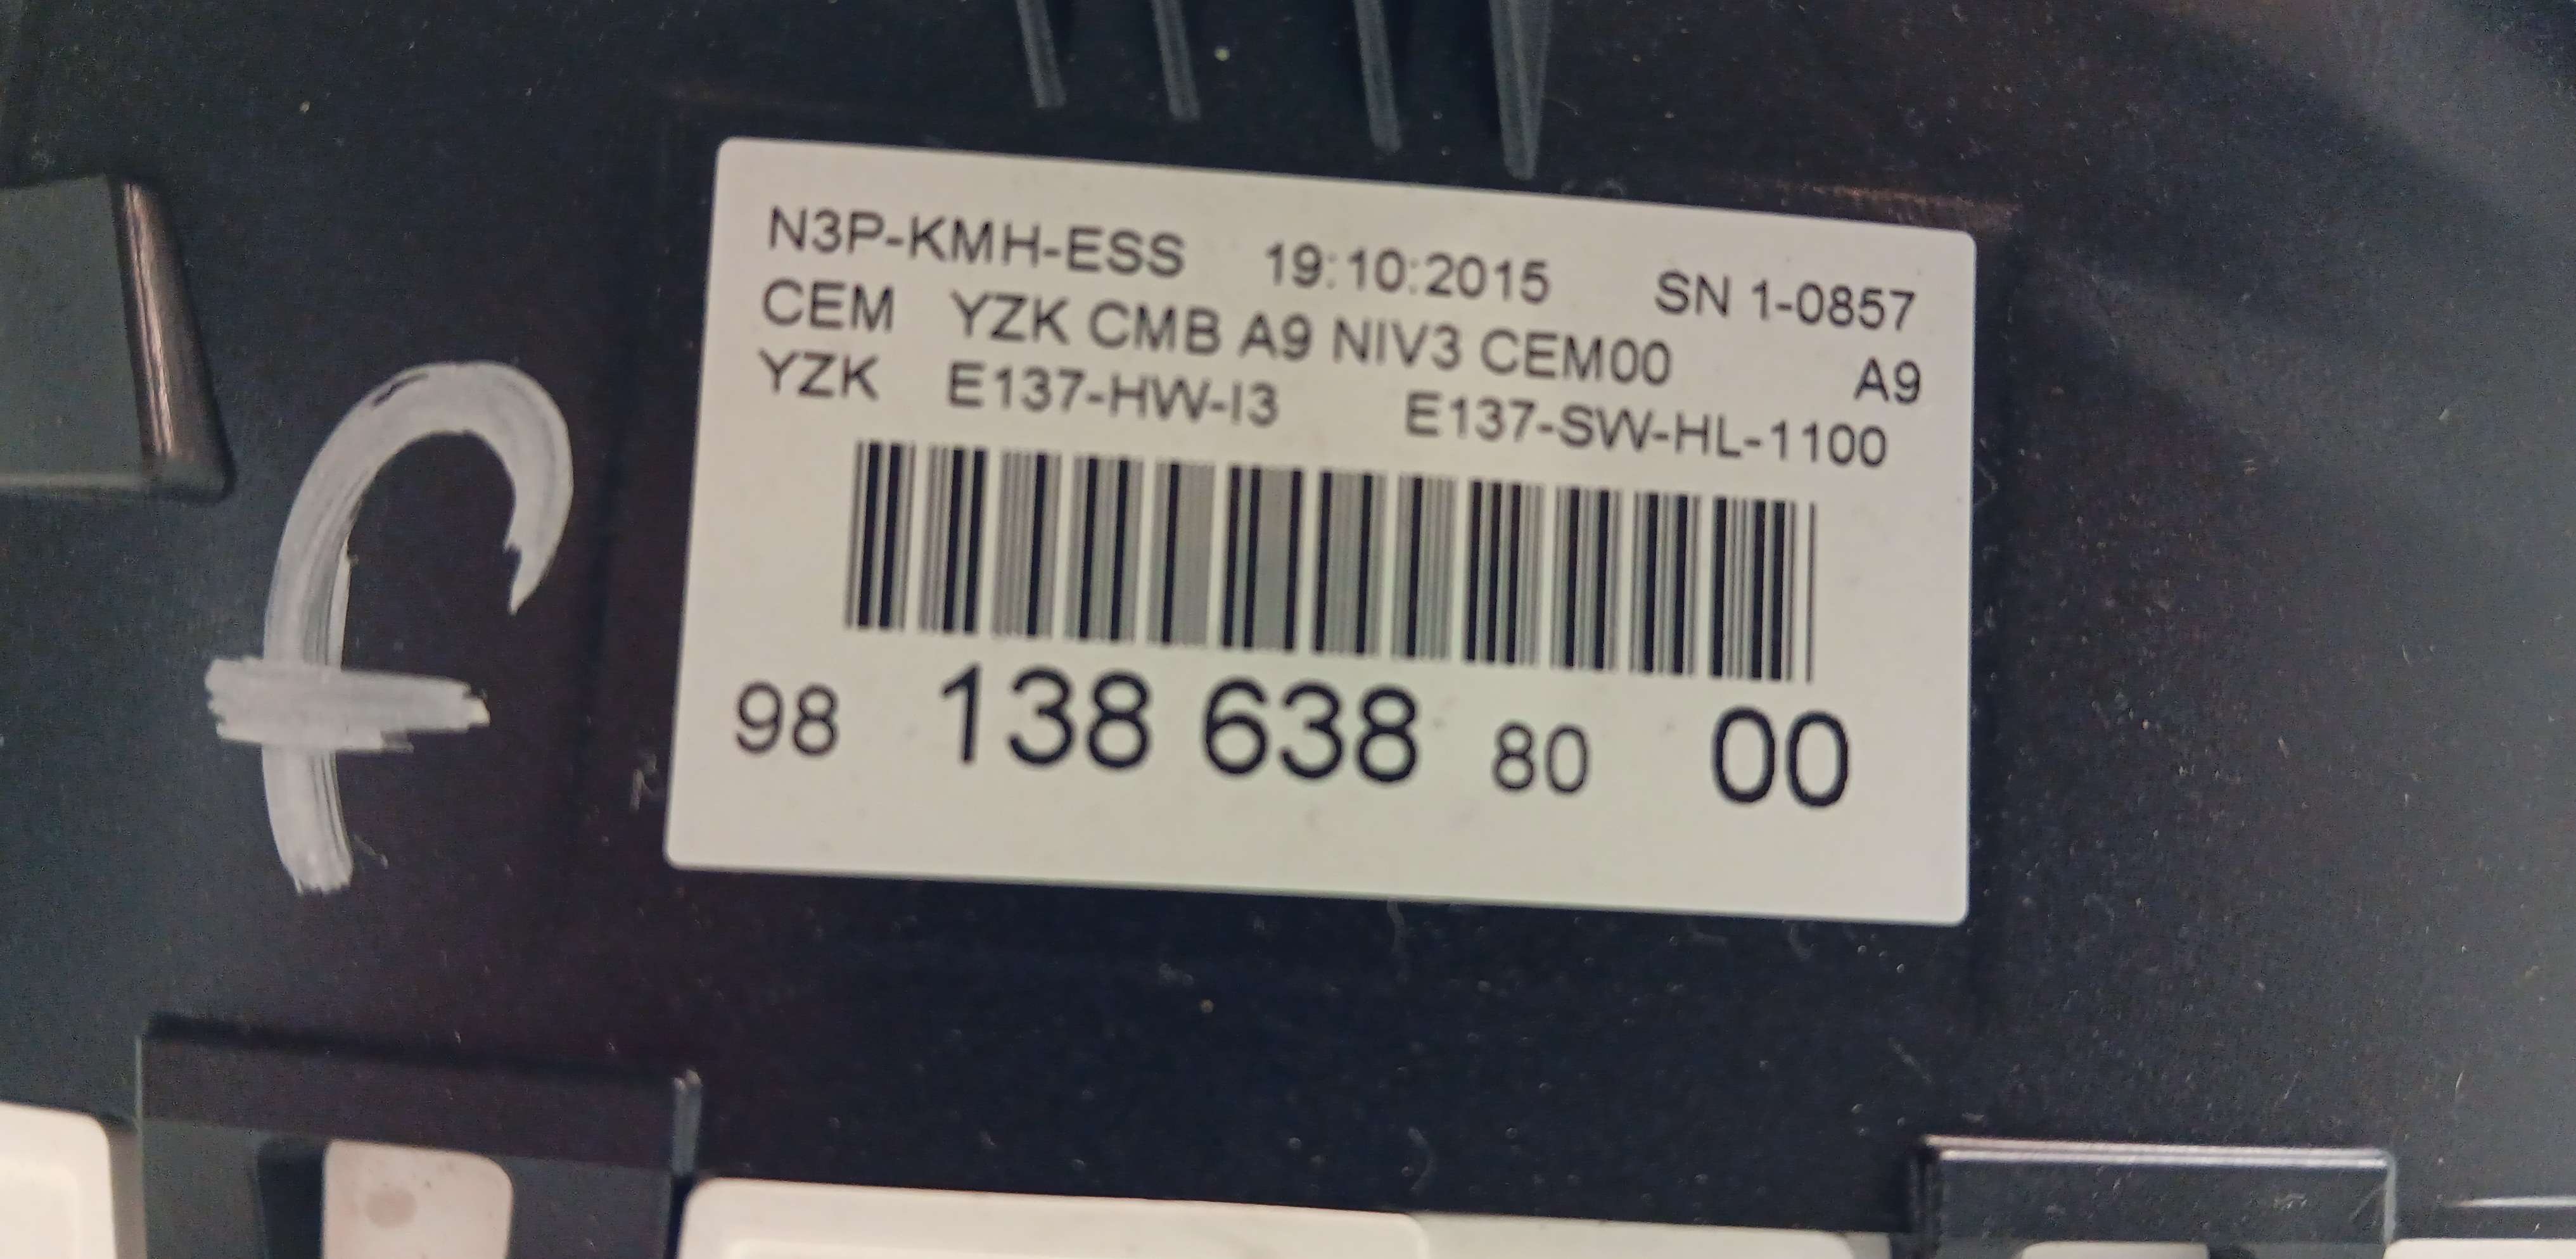 N3P-KMH-ESS 19:10:2015 SN 1-0857
CEM YZK CMB A9 NIV3 CEM00 A9
YZK E137-HW-I3 E137-SW-HL-1100
98 138 638 80 00